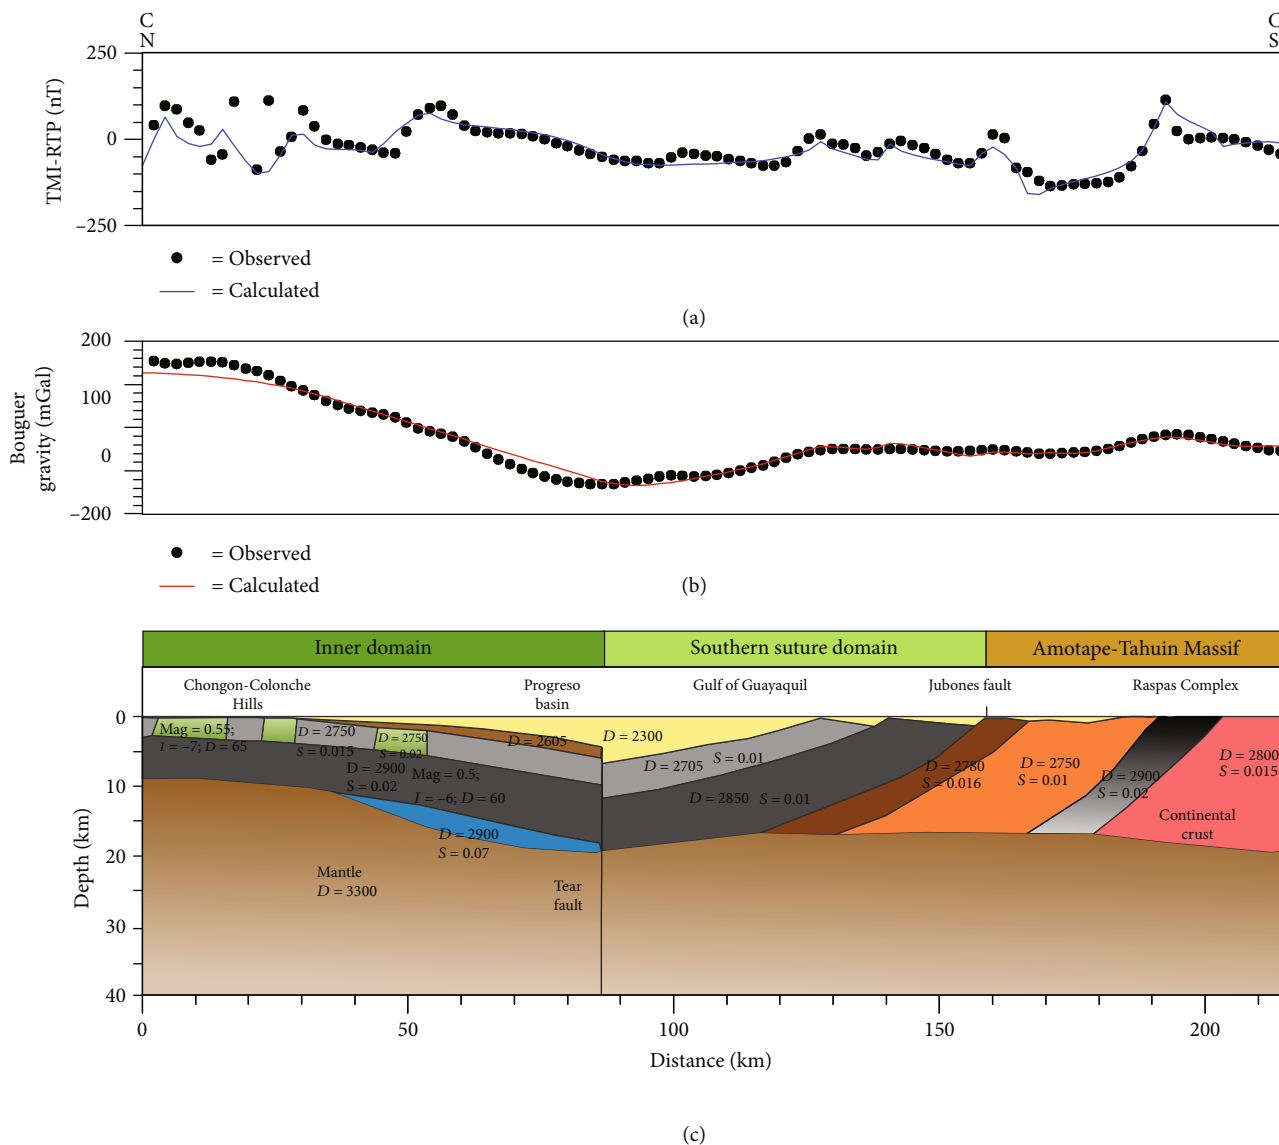 C
N
C
S
TMI-RTP (nT)
250
0
–250
= Observed
= Calculated
(a)
Bouguer
gravity (mGal)
200
100
0
–200
= Observed
= Calculated
(b)
Inner domain
Southern suture domain
Amotape-Tahuin Massif
Chongon-Colonche
Hills
Progreso
basin
Gulf of Guayaquil
Jubones fault
Raspas Complex
Depth (km)
0
10
20
30
40
Mag = 0.55;
I = –7; D = 65
D = 2750
S = 0.015
D = 2750
S = 0.02
D = 2605
D = 2300
D = 2900
S = 0.02
Mag = 0.5;
I = –6; D = 60
D = 2705
S = 0.01
D = 2850
S = 0.01
D = 2780
S = 0.016
D = 2750
S = 0.01
D = 2900
S = 0.02
D = 2800
S = 0.015
Continental
crust
D = 2900
S = 0.07
Mantle
D = 3300
Tear
fault
0
50
100
150
200
Distance (km)
(c)